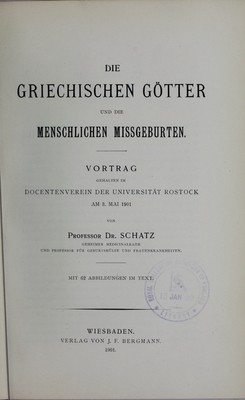 DIE
GRIECHISCHEN GÖTTER
UND DIE
MENSCHLICHEN MISSGEBURTEN.
VORTRAG
GEHALTEN IM
DOCENTENVEREIN DER UNIVERSITÄT ROSTOCK
AM 3. MAI 1901
VON
PROFESSOR DR. SCHATZ
GEHEIMER MEDICINALRATH
UND PROFESSOR FÜR GEBURTSHÜLFE UND FRAUENKRANKHEITEN.
MIT 62 ABBILDUNGEN IM TEXT.
WIESBADEN.
VERLAG VON J. F. BERGMANN.
1901.